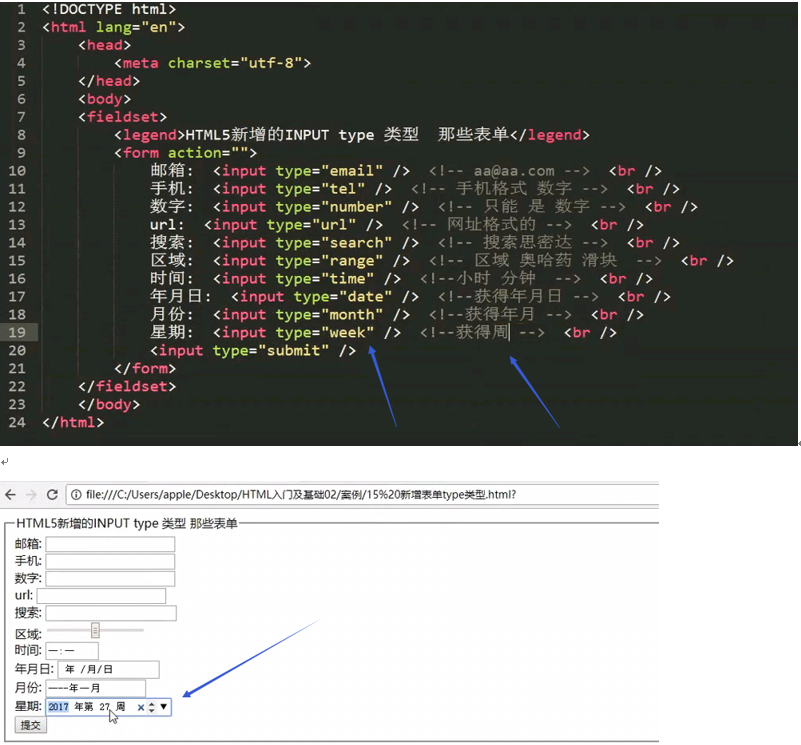 1 <!DOCTYPE html>
2 <html lang="en">
3 <head>
4 <meta charset="utf-8">
5 </head>
6 <body>
7 <fieldset>
8 <legend>HTML5新增的INPUT type 类型 那些表单</legend>
9 <form action="">
10 邮箱: <input type="email" /> <!-- aa@aa.com --> <br />
11 手机: <input type="tel" /> <!-- 手机格式 数字 --> <br />
12 数字: <input type="number" /> <!-- 只能 是 数字 --> <br />
13 url: <input type="url" /> <!-- 网址格式的 --> <br />
14 搜索: <input type="search" /> <!-- 搜索思密达 --> <br />
15 区域: <input type="range" /> <!-- 区域 奥哈药 滑块 --> <br />
16 时间: <input type="time" /> <!--小时 分钟 --> <br />
17 年月日: <input type="date" /> <!--获得年月日 --> <br />
18 月份: <input type="month" /> <!--获得年月 --> <br />
19 星期: <input type="week" /> <!--获得周 --> <br />
20 <input type="submit" />
21 </form>
22 </fieldset>
23 </body>
24 </html>
file:///C:/Users/apple/Desktop/HTML入门及基础02/案例/15%20新增表单type类型.html?
HTML5新增的INPUT type 类型 那些表单
邮箱:
手机:
数字:
url:
搜索:
区域:
时间: --:--
年月日: 年 /月/日
月份: ----年--月
星期: 2017 年第 27 周
提交